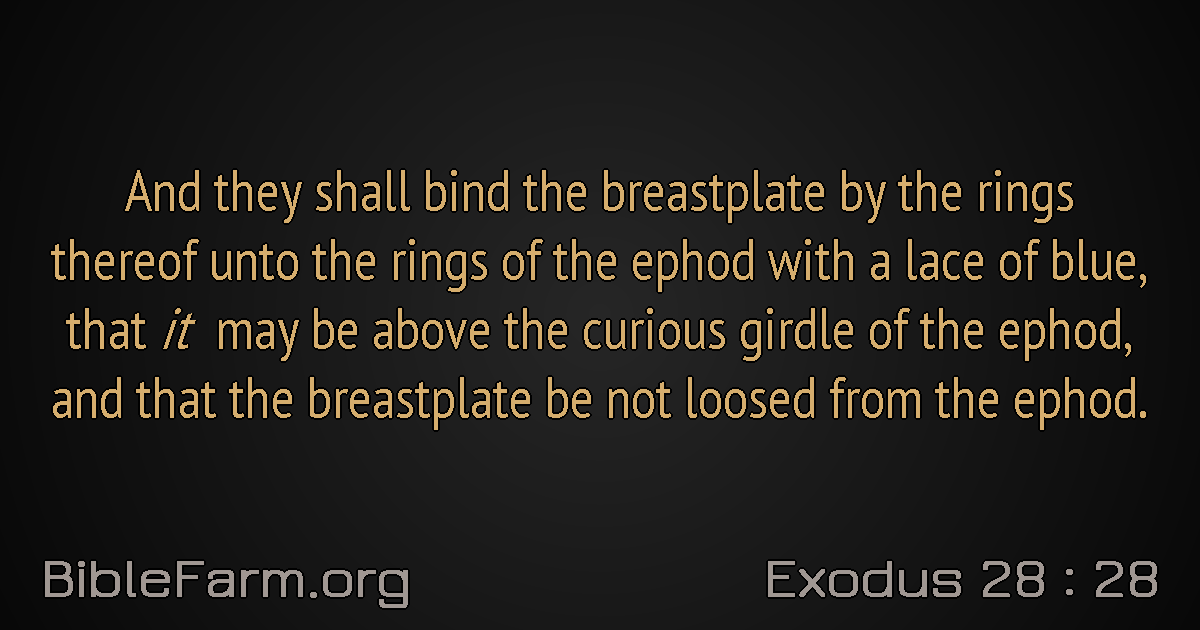 And they shall bind the breastplate by the rings
thereof unto the rings of the ephod with a lace of blue,
that it may be above the curious girdle of the ephod,
and that the breastplate be not loosed from the ephod.
BibleFarm.org
Exodus 28 : 28